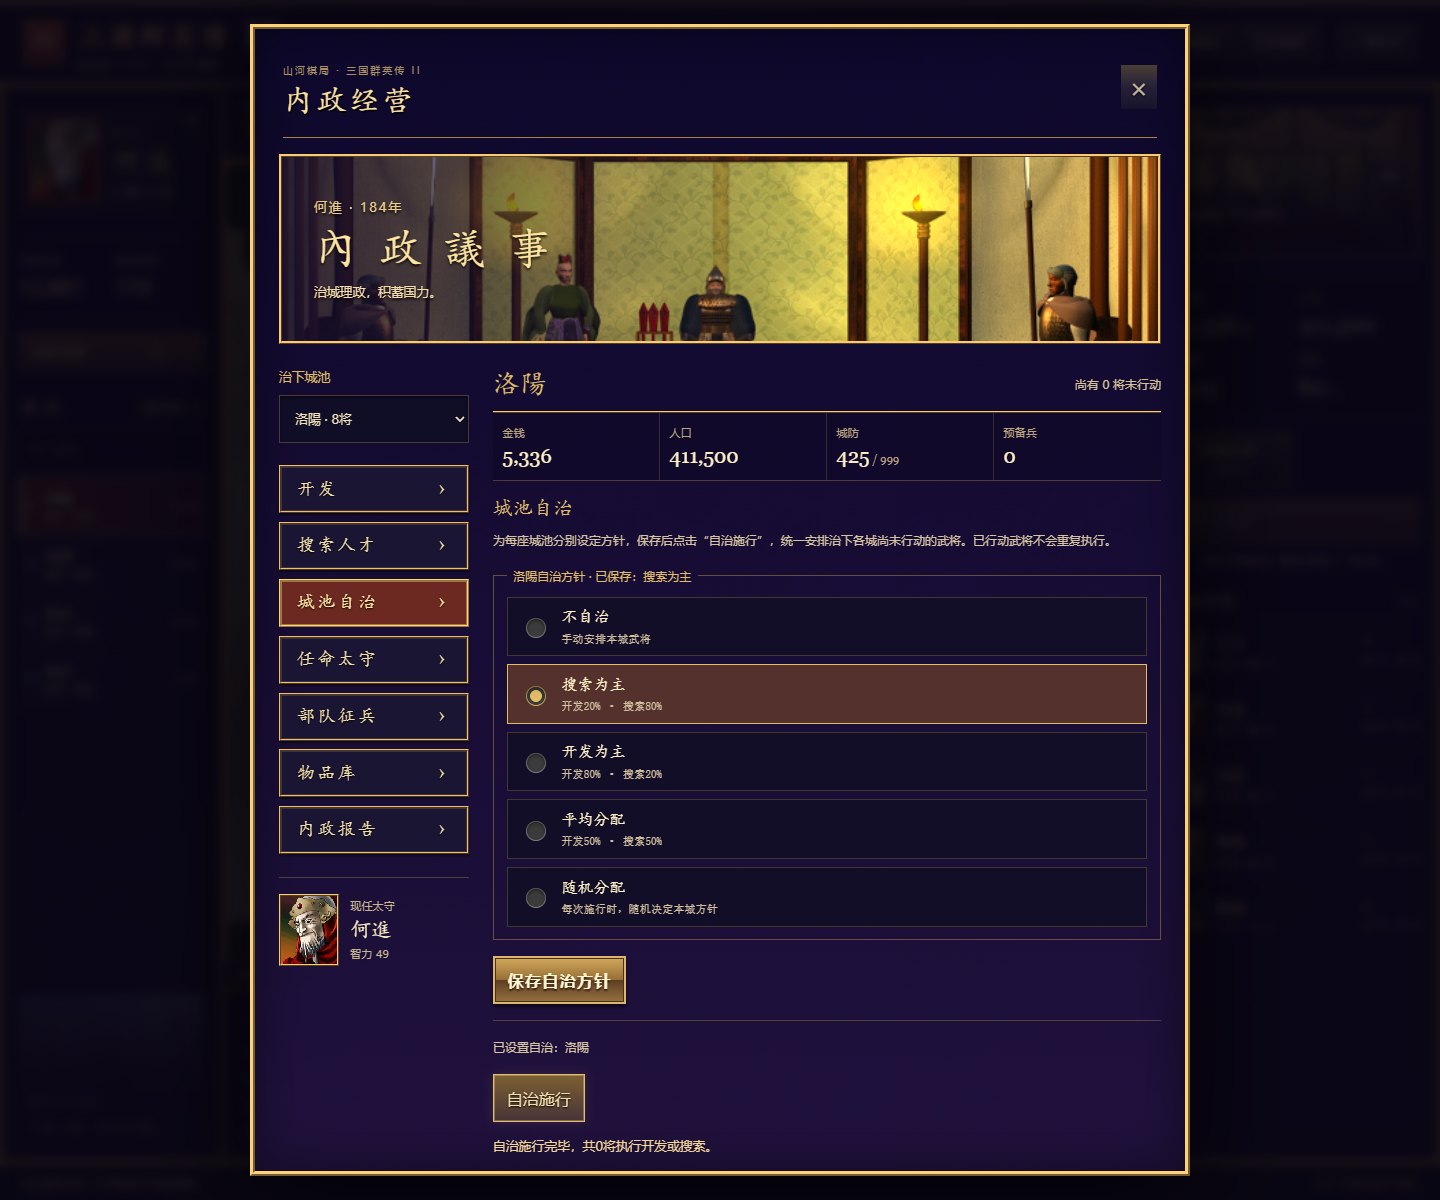 山河棋局 · 三国群英传 II
内政经营
×
何進 · 184年
內政議事
治城理政，积蓄国力。
治下城池
洛陽 · 8将
开发 ›
搜索人才 ›
城池自治 ›
任命太守 ›
部队征兵 ›
物品库 ›
内政报告 ›
现任太守
何進
智力 49
洛陽
尚有 0 将未行动
金钱
5,336
人口
411,500
城防
425 / 999
预备兵
0
城池自治
为每座城池分别设定方针，保存后点击“自治施行”，统一安排治下各城尚未行动的武将。已行动武将不会重复执行。
洛陽自治方针 · 已保存：搜索为主
不自治
手动安排本城武将
搜索为主
开发20% · 搜索80%
开发为主
开发80% · 搜索20%
平均分配
开发50% · 搜索50%
随机分配
每次施行时，随机决定本城方针
保存自治方针
已设置自治：洛陽
自治施行
自治施行完毕，共0将执行开发或搜索。